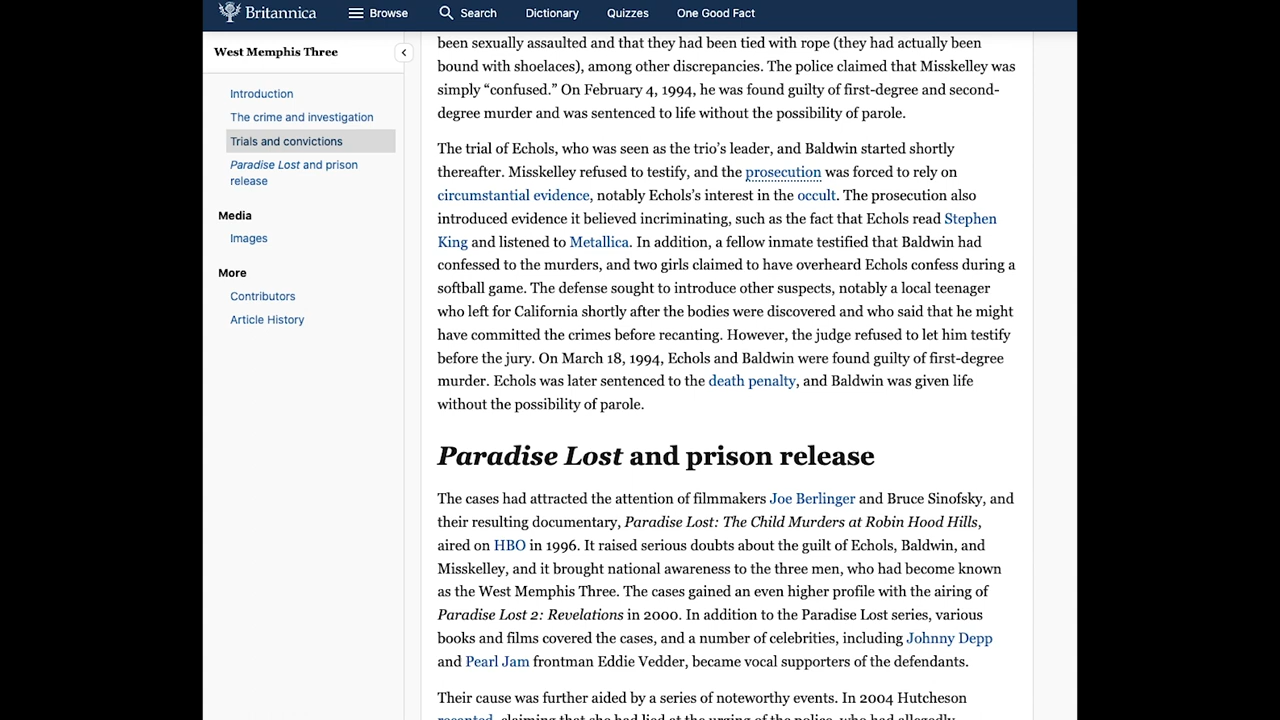 Britannica
Browse
Search
Dictionary
Quizzes
One Good Fact
West Memphis Three
Introduction
The crime and investigation
Trials and convictions
Paradise Lost and prison
release
Media
Images
More
Contributors
Article History
been sexually assaulted and that they had been tied with rope (they had actually been
bound with shoelaces), among other discrepancies. The police claimed that Misskelley was
simply “confused.” On February 4, 1994, he was found guilty of first-degree and second-
degree murder and was sentenced to life without the possibility of parole.
The trial of Echols, who was seen as the trio’s leader, and Baldwin started shortly
thereafter. Misskelley refused to testify, and the prosecution was forced to rely on
circumstantial evidence, notably Echols’s interest in the occult. The prosecution also
introduced evidence it believed incriminating, such as the fact that Echols read Stephen
King and listened to Metallica. In addition, a fellow inmate testified that Baldwin had
confessed to the murders, and two girls claimed to have overheard Echols confess during a
softball game. The defense sought to introduce other suspects, notably a local teenager
who left for California shortly after the bodies were discovered and who said that he might
have committed the crimes before recanting. However, the judge refused to let him testify
before the jury. On March 18, 1994, Echols and Baldwin were found guilty of first-degree
murder. Echols was later sentenced to the death penalty, and Baldwin was given life
without the possibility of parole.
Paradise Lost and prison release
The cases had attracted the attention of filmmakers Joe Berlinger and Bruce Sinofsky, and
their resulting documentary, Paradise Lost: The Child Murders at Robin Hood Hills,
aired on HBO in 1996. It raised serious doubts about the guilt of Echols, Baldwin, and
Misskelley, and it brought national awareness to the three men, who had become known
as the West Memphis Three. The cases gained an even higher profile with the airing of
Paradise Lost 2: Revelations in 2000. In addition to the Paradise Lost series, various
books and films covered the cases, and a number of celebrities, including Johnny Depp
and Pearl Jam frontman Eddie Vedder, became vocal supporters of the defendants.
Their cause was further aided by a series of noteworthy events. In 2004 Hutcheson
recanted, claiming that she had lied at the urging of the police, who had allegedly